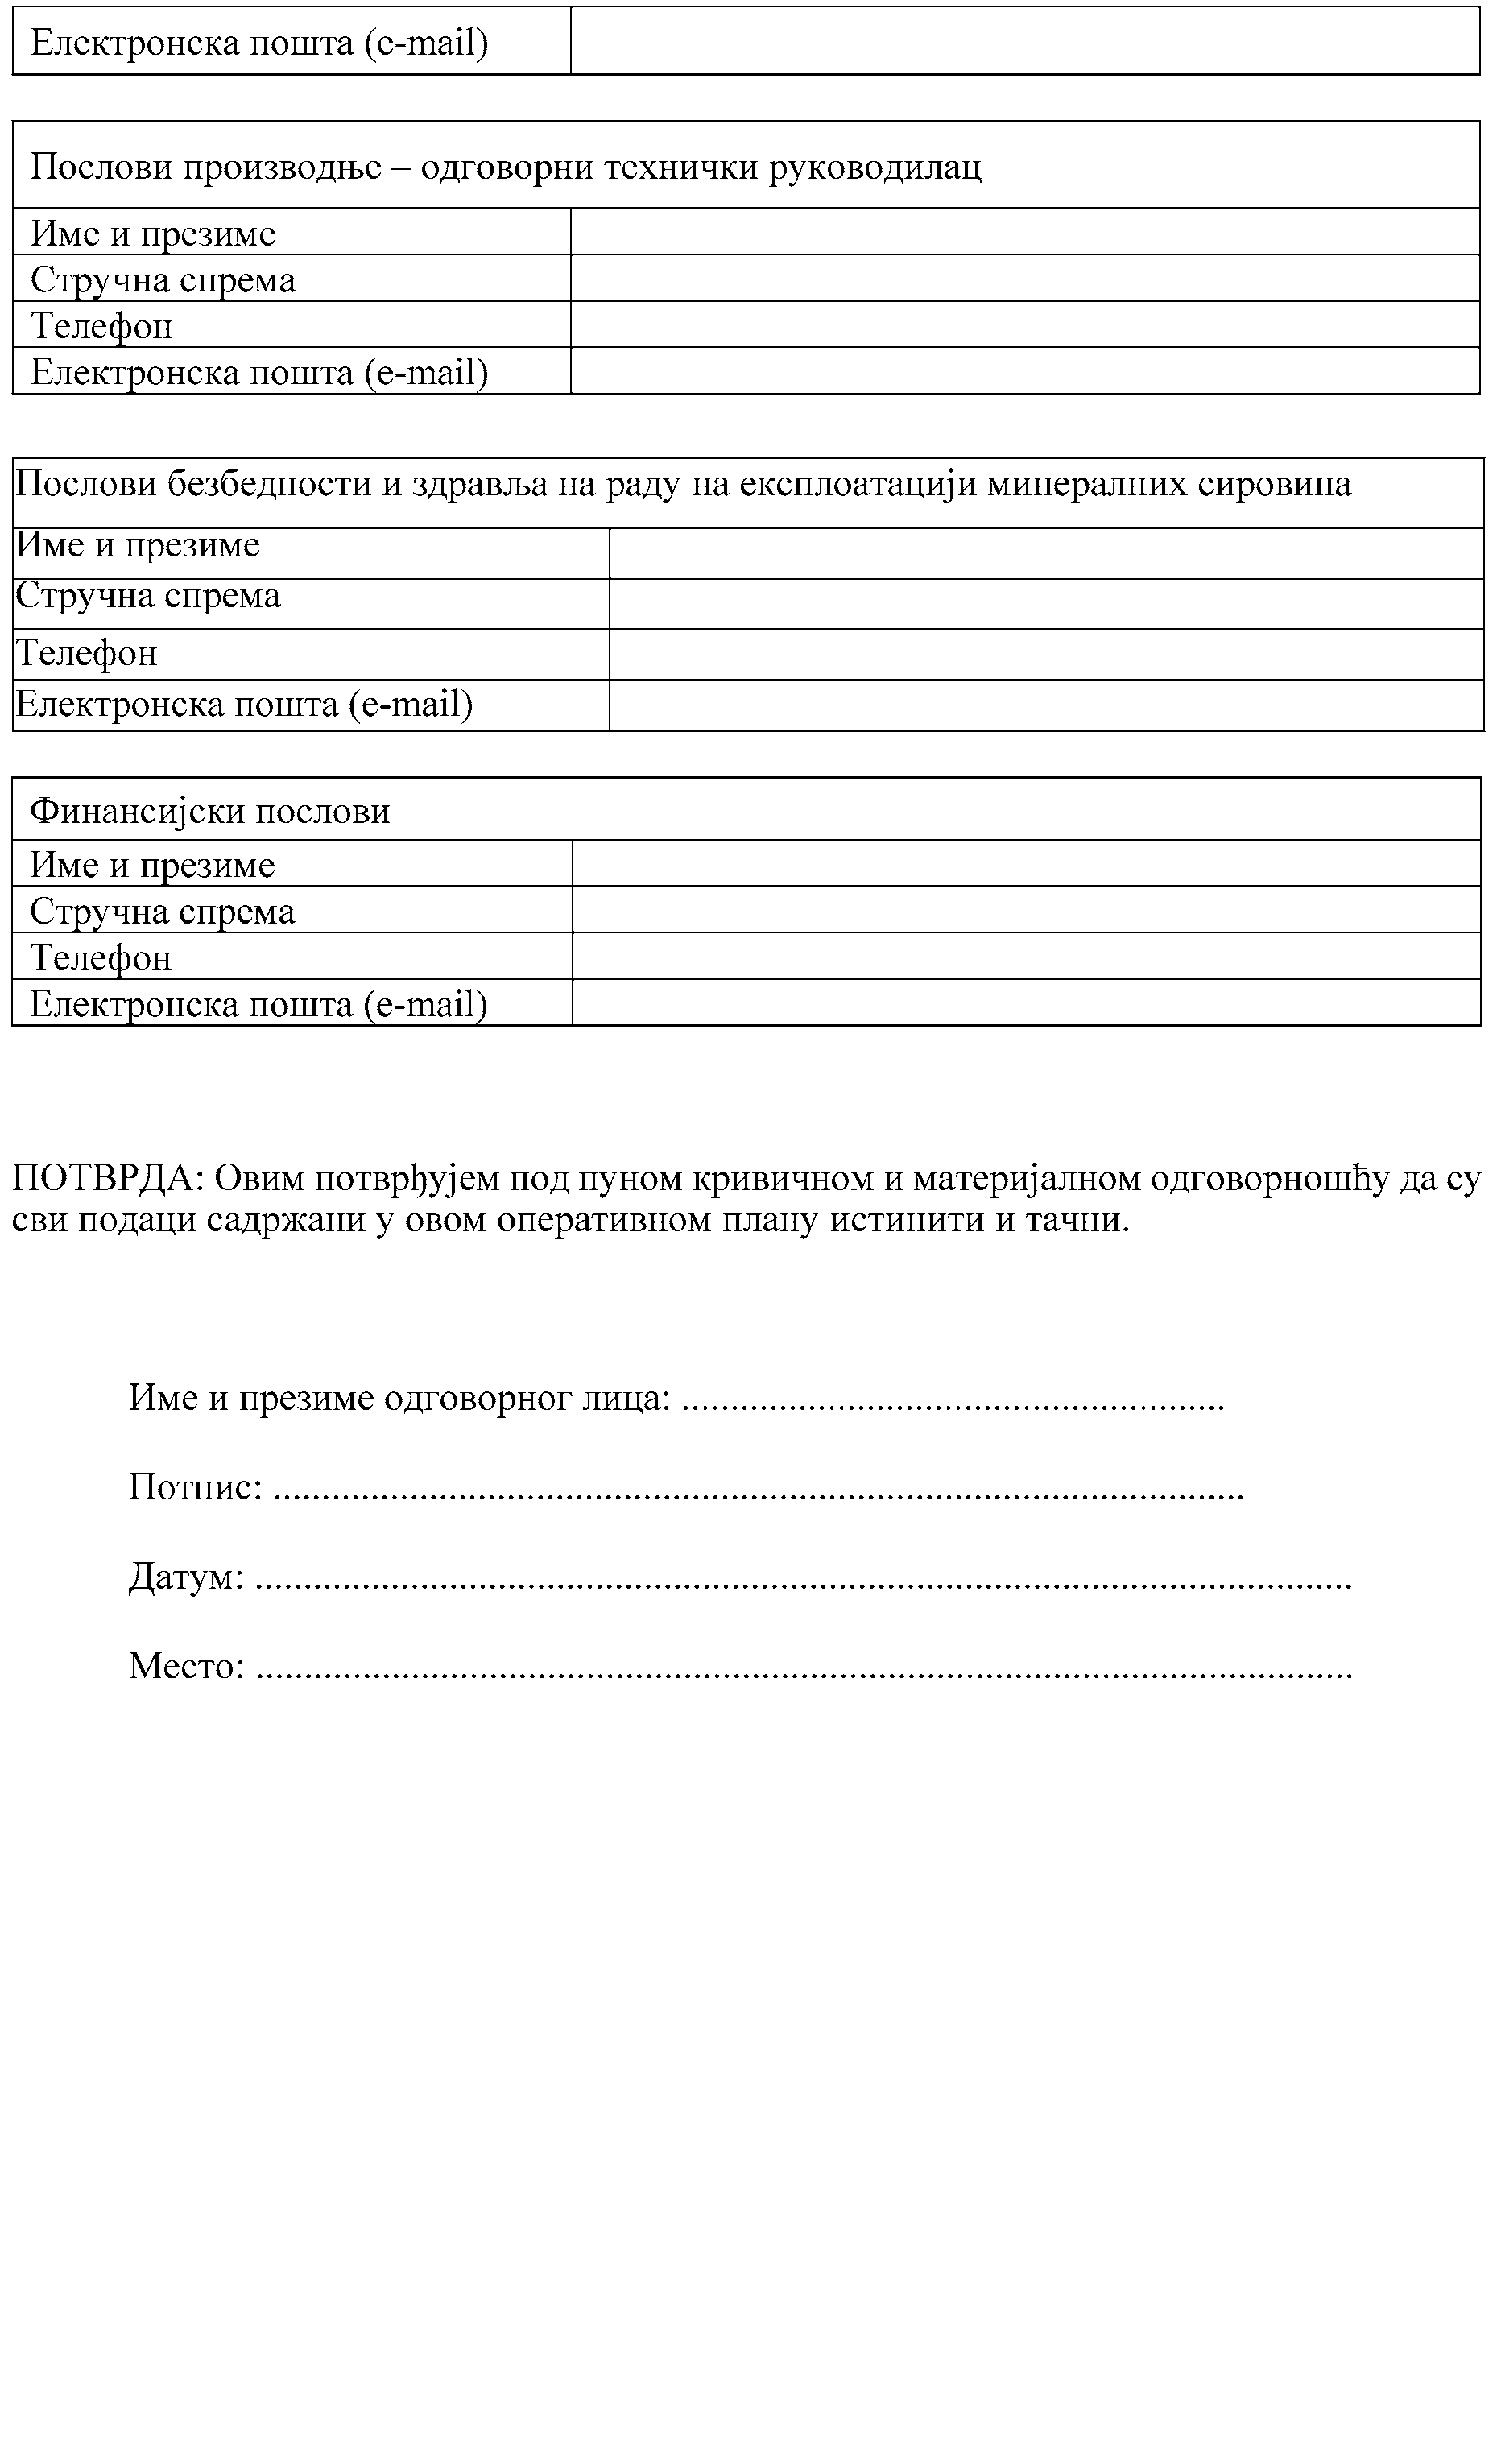 Електронска пошта (e-mail)
Послови производње – одговорни технички руководилац
Име и презиме
Стручна спрема
Телефон
Електронска пошта (e-mail)
Послови безбедности и здравља на раду на експлоатацији минералних сировина
Име и презиме
Стручна спрема
Телефон
Електронска пошта (e-mail)
Финансијски послови
Име и презиме
Стручна спрема
Телефон
Електронска пошта (e-mail)
ПОТВРДА: Овим потврђујем под пуном кривичном и материјалном одговорношћу да су
сви подаци садржани у овом оперативном плану истинити и тачни.
Име и презиме одговорног лица: ........................................................
Потпис: ....................................................................................................
Датум: .................................................................................................................
Место: .................................................................................................................